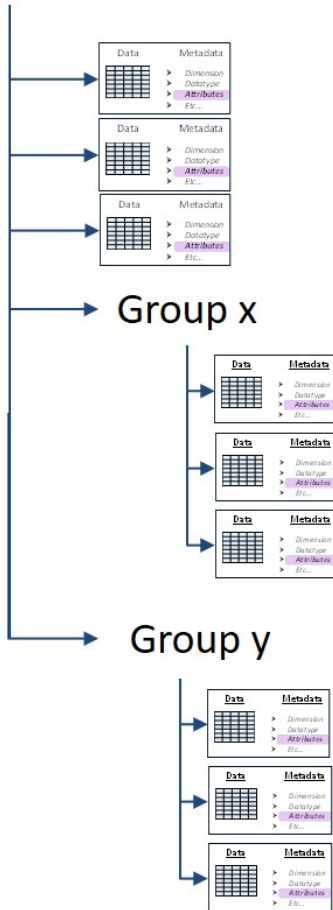 Data Metadata
Dimension
Datatype
Attributes
Etc...
Data Metadata
Dimension
Datatype
Attributes
Etc...
Data Metadata
Dimension
Datatype
Attributes
Etc...
Group x
Data Metadata
Dimension
Datatype
Attributes
Etc...
Data Metadata
Dimension
Datatype
Attributes
Etc...
Data Metadata
Dimension
Datatype
Attributes
Etc...
Group y
Data Metadata
Dimension
Datatype
Attributes
Etc...
Data Metadata
Dimension
Datatype
Attributes
Etc...
Data Metadata
Dimension
Datatype
Attributes
Etc...